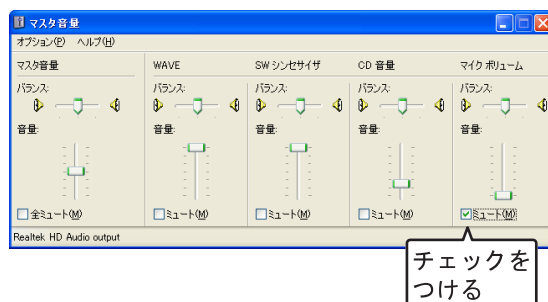 マスタ音量
オプション(P) ヘルプ(H)
マスタ音量 WAVE SW シンセサイザ CD 音量 マイク ボリューム
バランス: バランス: バランス: バランス: バランス:
音量: 音量: 音量: 音量: 音量:
全ミュート(M) ミュート(M) ミュート(M) ミュート(M) ミュート(M)
Realtek HD Audio output
チェックを
つける